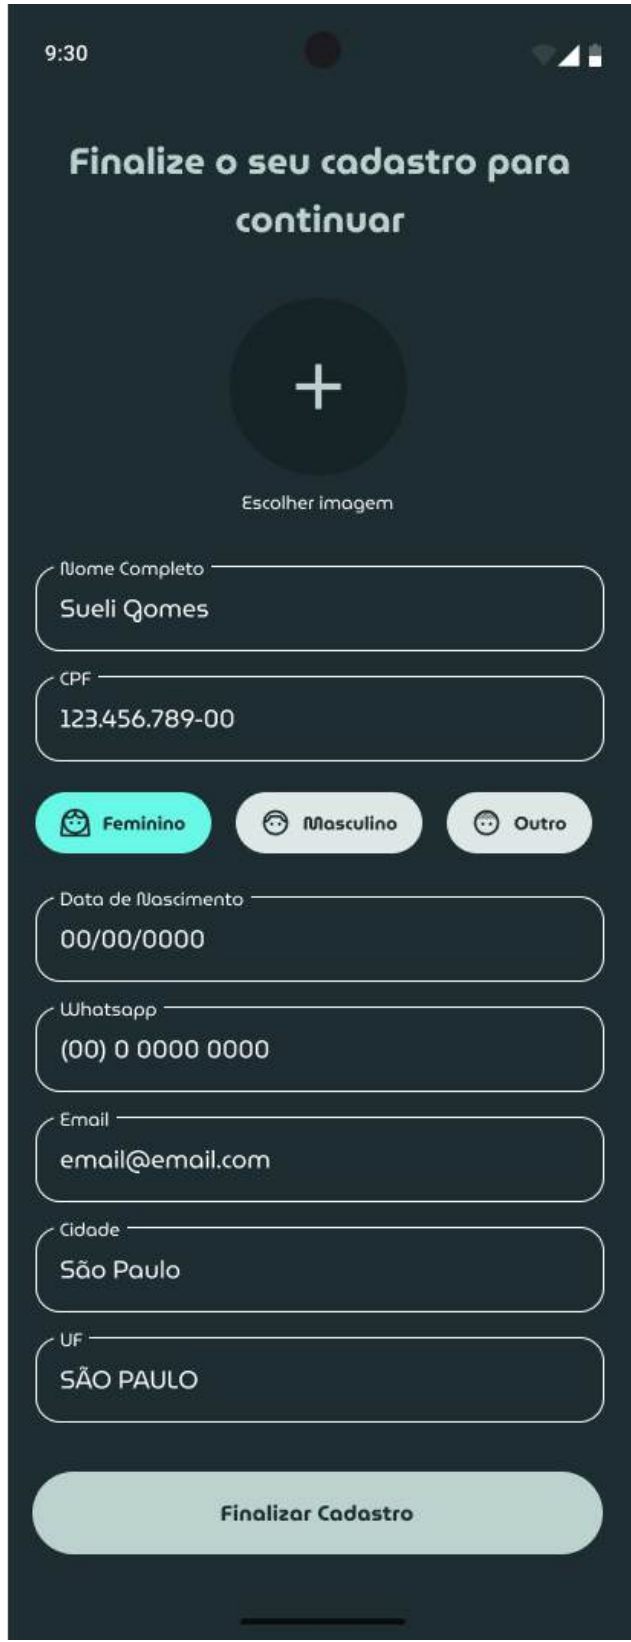 9:30
Finalize o seu cadastro para
continuar
Escolher imagem
Nome Completo
Sueli Gomes
CPF
123.456.789-00
Feminino Masculino Outro
Data de Nascimento
00/00/0000
Whatsapp
(00) 0 0000 0000
Email
email@email.com
Cidade
São Paulo
UF
SÃO PAULO
Finalizar Cadastro